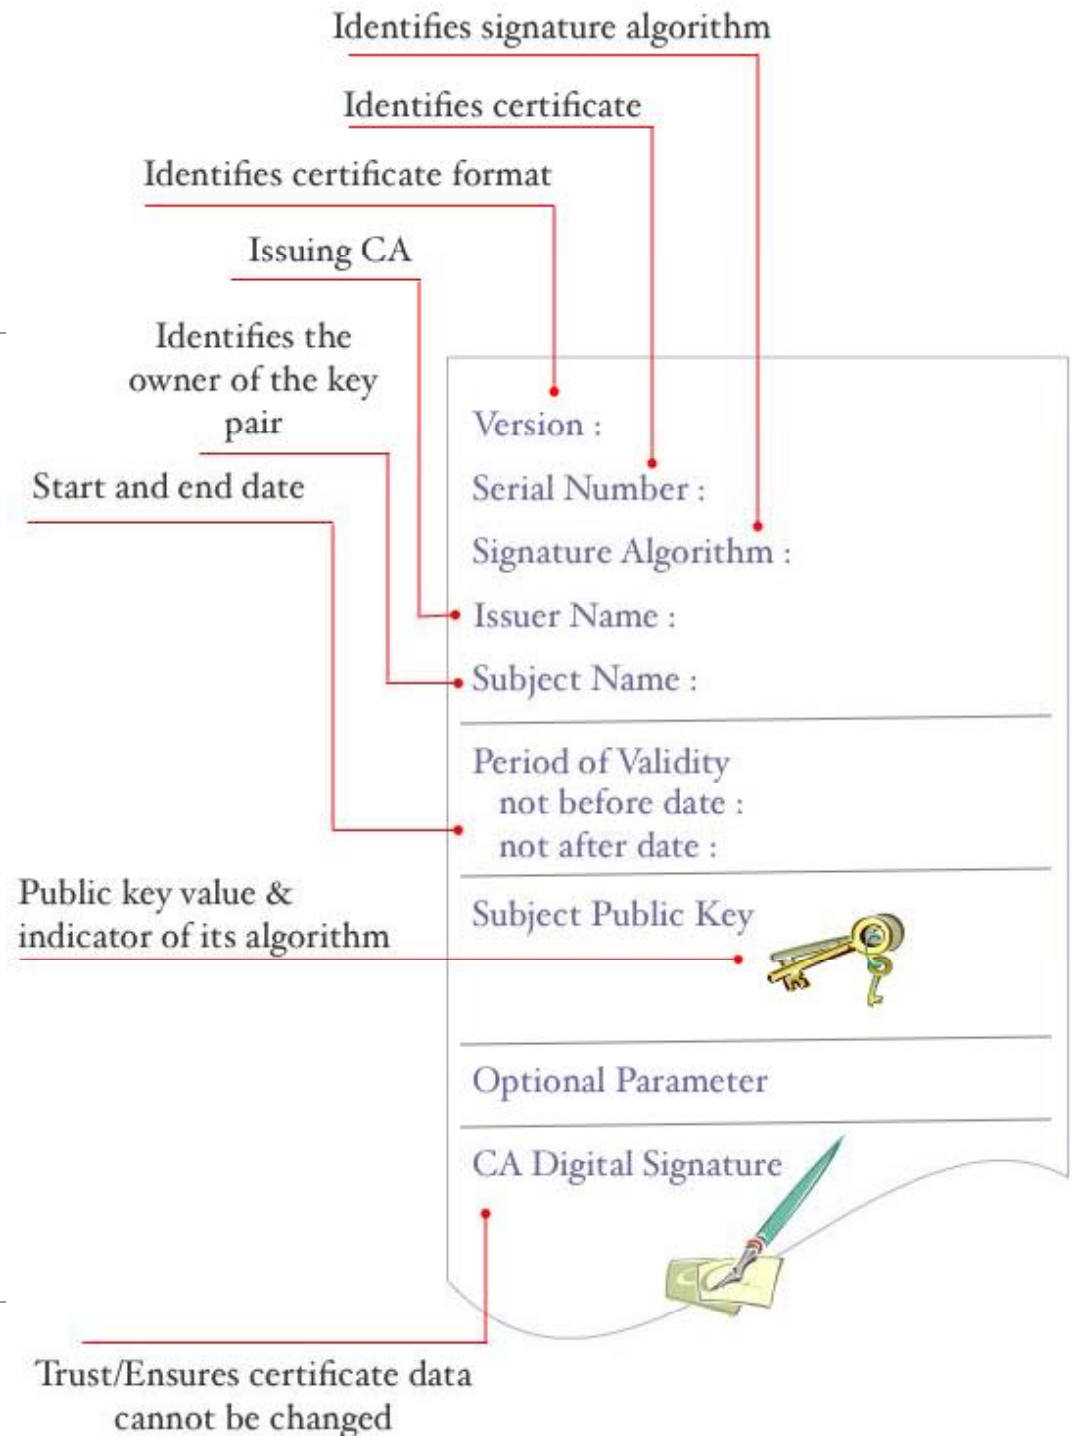 Identifies signature algorithm
Identifies certificate
Identifies certificate format
Issuing CA
Identifies the
owner of the key
pair
Start and end date
Version :
Serial Number :
Signature Algorithm :
Issuer Name :
Subject Name :
Period of Validity
not before date :
not after date :
Public key value &
indicator of its algorithm
Subject Public Key
Optional Parameter
CA Digital Signature
Trust/Ensures certificate data
cannot be changed